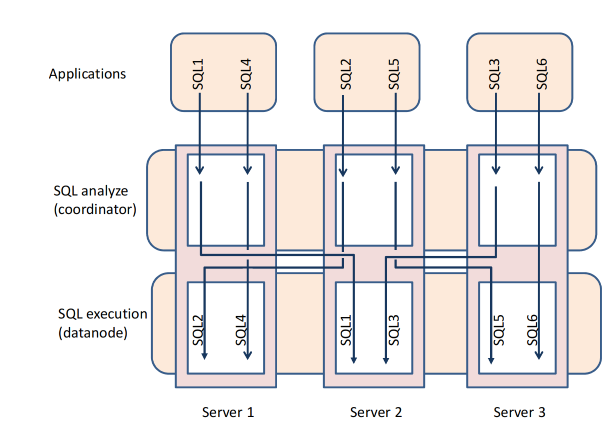 Applications
SQL1
SQL4
SQL2
SQL5
SQL3
SQL6
SQL analyze
(coordinator)
SQL execution
(datanode)
SQL2
SQL4
SQL1
SQL3
SQL5
SQL6
Server 1
Server 2
Server 3